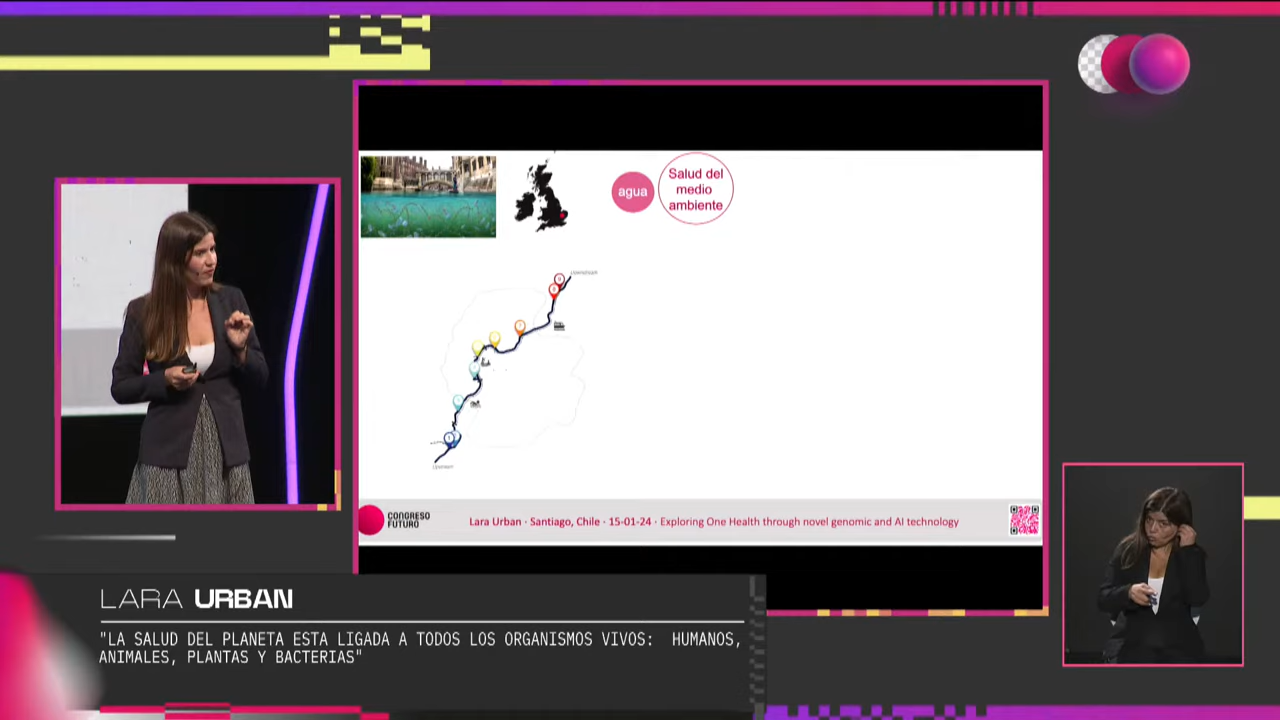 agua
Salud del
medio
ambiente
Downstream
Upstream
CONGRESO
FUTURO
Lara Urban · Santiago, Chile · 15-01-24 · Exploring One Health through novel genomic and AI technology
LARA URBAN
"LA SALUD DEL PLANETA ESTA LIGADA A TODOS LOS ORGANISMOS VIVOS: HUMANOS,
ANIMALES, PLANTAS Y BACTERIAS"